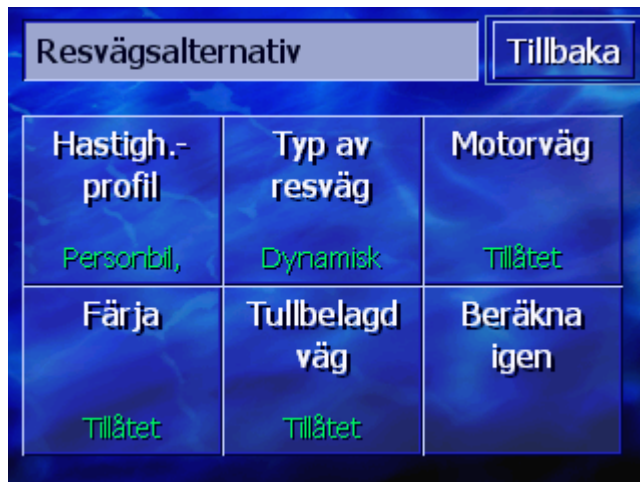 Resvägsalternativ
Tillbaka
Hastigh.-
profil
Personbil,
Typ av
resväg
Dynamisk
Motorväg
Tillåtet
Färja
Tillåtet
Tullbelagd
väg
Tillåtet
Beräkna
igen